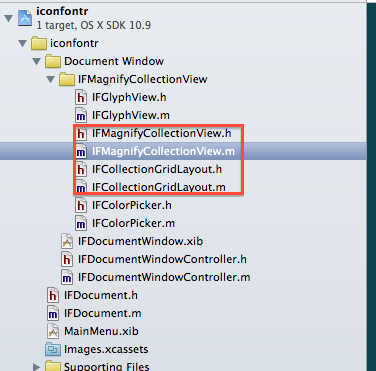 iconfontr
1 target, OS X SDK 10.9
iconfontr
Document Window
IFMagnifyCollectionView
h IFGlyphView.h
m IFGlyphView.m
h IFMagnifyCollectionView.h
m IFMagnifyCollectionView.m
h IFCollectionGridLayout.h
m IFCollectionGridLayout.m
h IFColorPicker.h
m IFColorPicker.m
IFDocumentWindow.xib
h IFDocumentWindowController.h
m IFDocumentWindowController.m
h IFDocument.h
m IFDocument.m
MainMenu.xib
Images.xcassets
Supporting Files